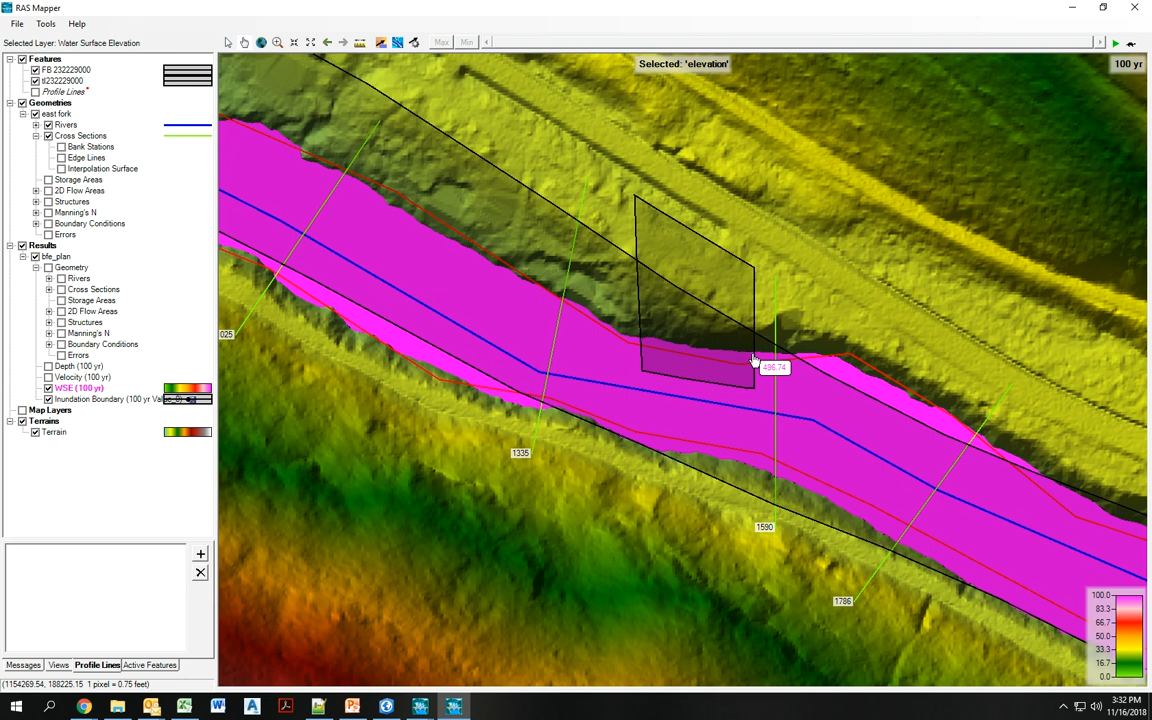 RAS Mapper
File Tools Help
Selected Layer: Water Surface Elevation
Max Min
Features
FB 232229000
tl232229000
Profile Lines
Geometries
east fork
Rivers
Cross Sections
Bank Stations
Edge Lines
Interpolation Surface
Storage Areas
2D Flow Areas
Structures
Manning's N
Boundary Conditions
Errors
Results
bfe_plan
Geometry
Rivers
Cross Sections
Storage Areas
2D Flow Areas
Structures
Manning's N
Boundary Conditions
Errors
Depth (100 yr)
Velocity (100 yr)
WSE (100 yr)
Inundation Boundary (100 yr
Map Layers
Terrains
Terrain
Selected: 'elevation'
100 yr
025
486.74
1335
1590
1786
100.0
83.3
66.7
50.0
33.3
16.7
0.0
Messages Views Profile Lines Active Features
(1154269.54, 188225.15 1 pixel = 0.75 feet)
3:32 PM
11/16/2018